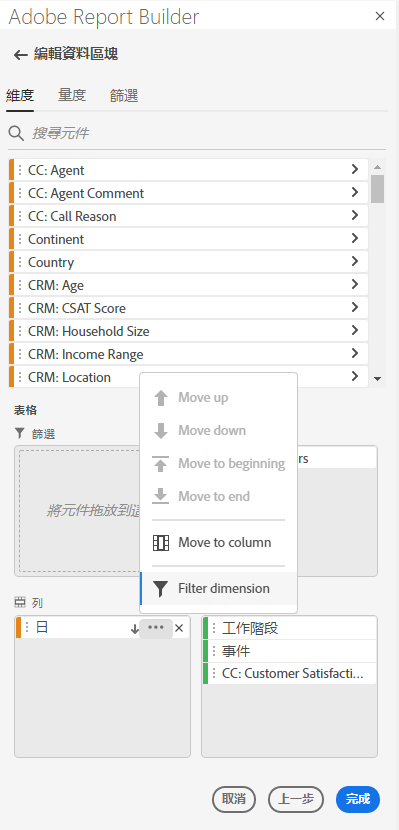 Adobe Report Builder
編輯資料區塊
維度 量度 篩選
搜尋元件
CC: Agent
CC: Agent Comment
CC: Call Reason
Continent
Country
CRM: Age
CRM: CSAT Score
CRM: Household Size
CRM: Income Range
CRM: Location
Move up
Move down
Move to beginning
Move to end
Move to column
Filter dimension
表格
篩選
rs
將元件拖放到這
列
日
工作階段
事件
CC: Customer Satisfacti...
取消 上一步 完成